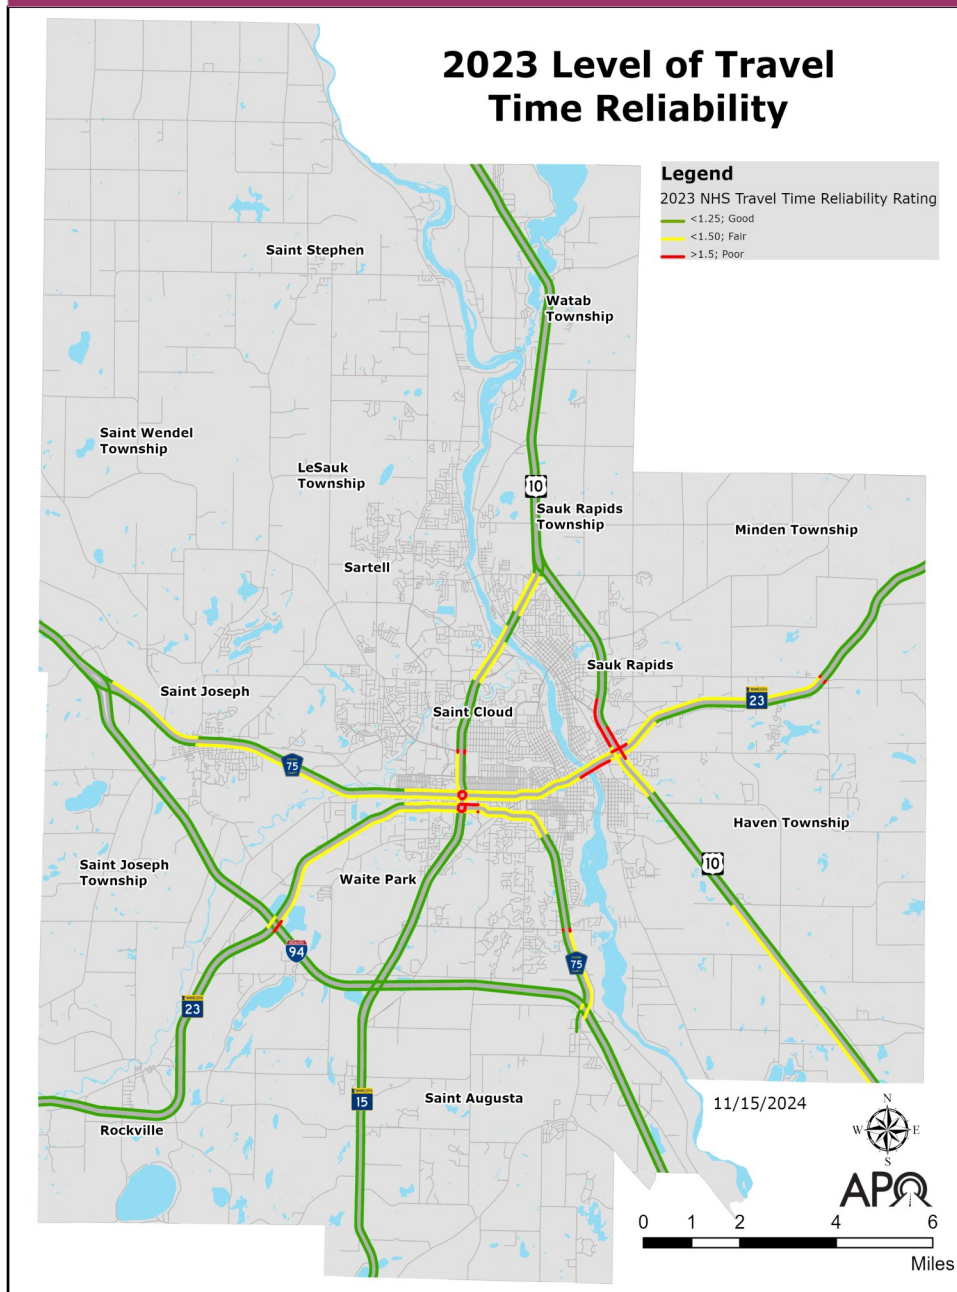 2023 Level of Travel
Time Reliability
Legend
2023 NHS Travel Time Reliability Rating
<1.25; Good
<1.50; Fair
>1.5; Poor
Saint Stephen
Watab
Township
Saint Wendel
Township
LeSauk
Township
10
Sauk Rapids
Township
Minden Township
Sartell
Sauk Rapids
Saint Joseph
23
Saint Cloud
75
Haven Township
10
Saint Joseph
Township
Waite Park
94
75
23
15
Saint Augusta
11/15/2024
N
W
E
S
Rockville
APO
0 1 2 4 6
Miles